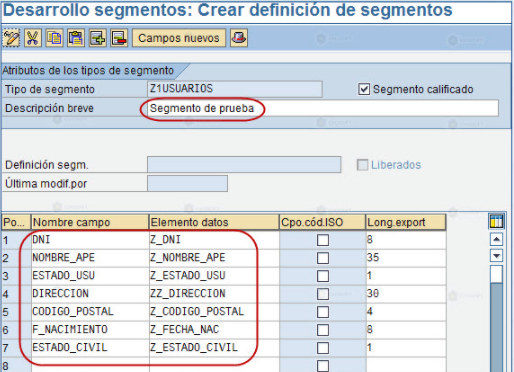 Desarrollo segmentos: Crear definición de segmentos
Campos nuevos
Atributos de los tipos de segmento
Tipo de segmento Z1USUARIOS Segmento calificado
Descripción breve Segmento de prueba
Definición segm. Liberados
Última modif.por
Po... Nombre campo Elemento datos Cpo.cód.ISO Long.export
1 DNI Z_DNI 8
2 NOMBRE_APE Z_NOMBRE_APE 35
3 ESTADO_USU Z_ESTADO_USU 1
4 DIRECCION ZZ_DIRECCION 30
5 CODIGO_POSTAL Z_CODIGO_POSTAL 4
6 F_NACIMIENTO Z_FECHA_NAC 8
7 ESTADO_CIVIL Z_ESTADO_CIVIL 1
8